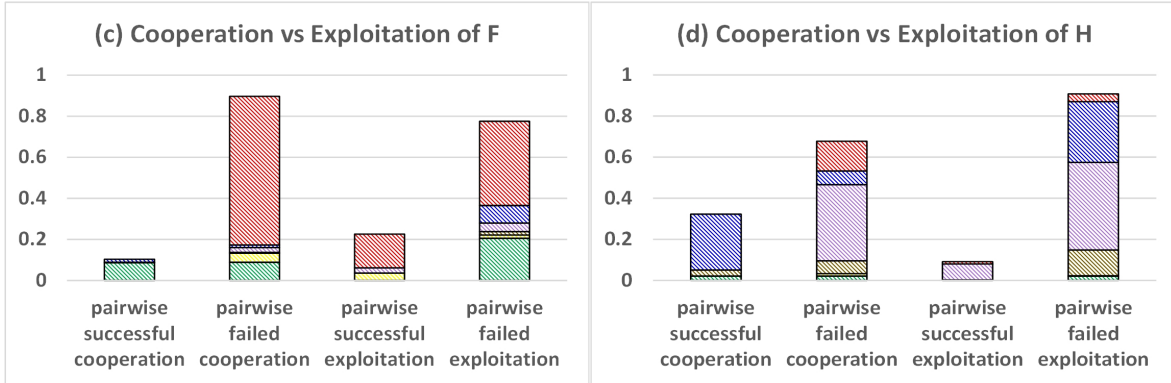 (c) Cooperation vs Exploitation of F
1
0.8
0.6
0.4
0.2
0
pairwise
successful
cooperation
pairwise
failed
cooperation
pairwise
successful
exploitation
pairwise
failed
exploitation
(d) Cooperation vs Exploitation of H
1
0.8
0.6
0.4
0.2
0
pairwise
successful
cooperation
pairwise
failed
cooperation
pairwise
successful
exploitation
pairwise
failed
exploitation